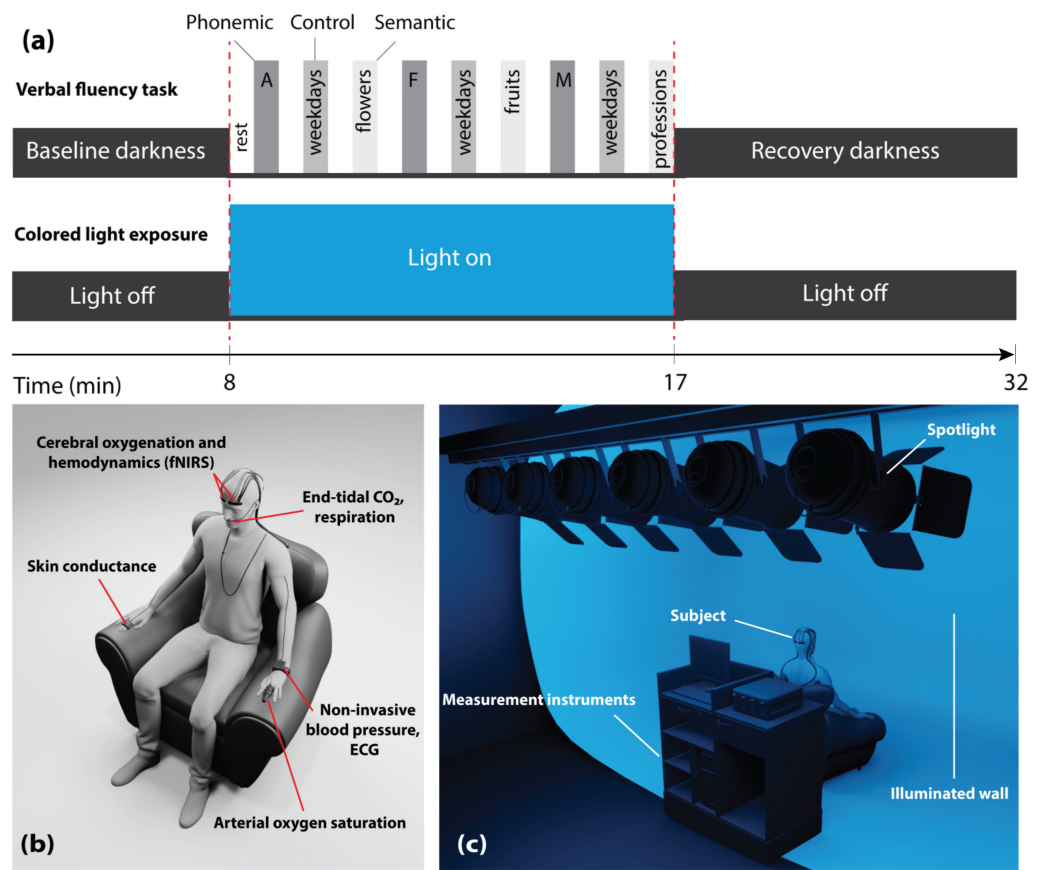 (a)
Phonemic Control Semantic
Verbal fluency task
Baseline darkness
rest
A
weekdays
flowers
F
weekdays
fruits
M
weekdays
professions
Recovery darkness
Colored light exposure
Light off
Light on
Light off
Time (min)
8
17
32
Cerebral oxygenation and
hemodynamics (fNIRS)
End-tidal CO₂,
respiration
Skin conductance
Non-invasive
blood pressure,
ECG
Arterial oxygen saturation
(b)
Spotlight
Subject
Measurement instruments
Illuminated wall
(c)